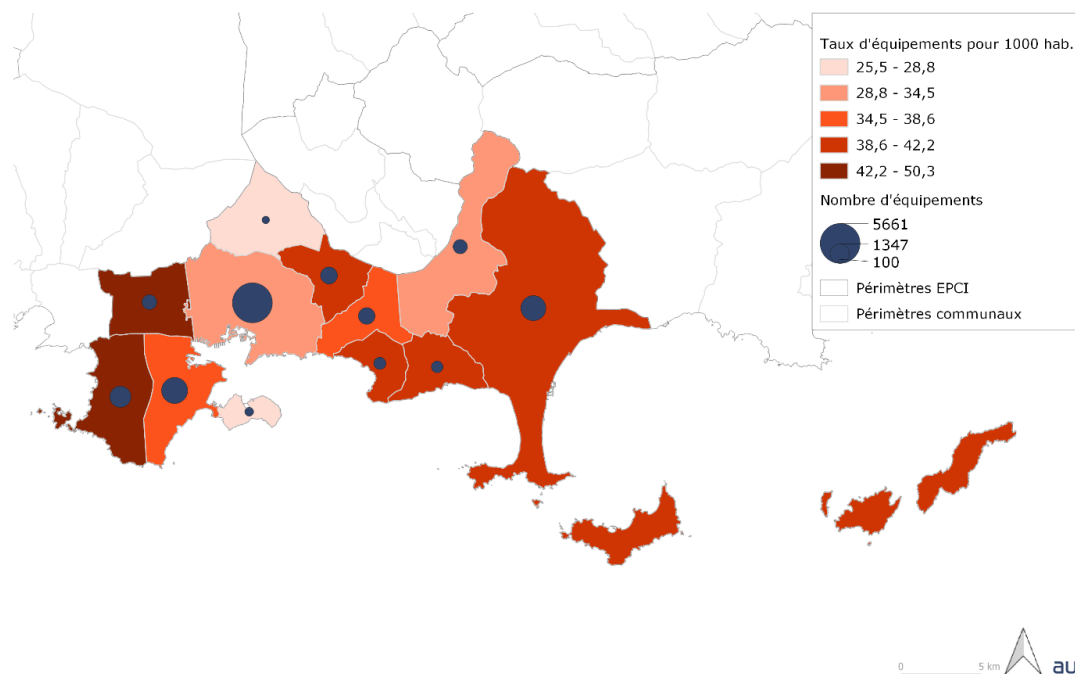 Taux d'équipements pour 1000 hab.
25,5 - 28,8
28,8 - 34,5
34,5 - 38,6
38,6 - 42,2
42,2 - 50,3
Nombre d'équipements
5661
1347
100
Périmètres EPCI
Périmètres communaux
0 5 km
au